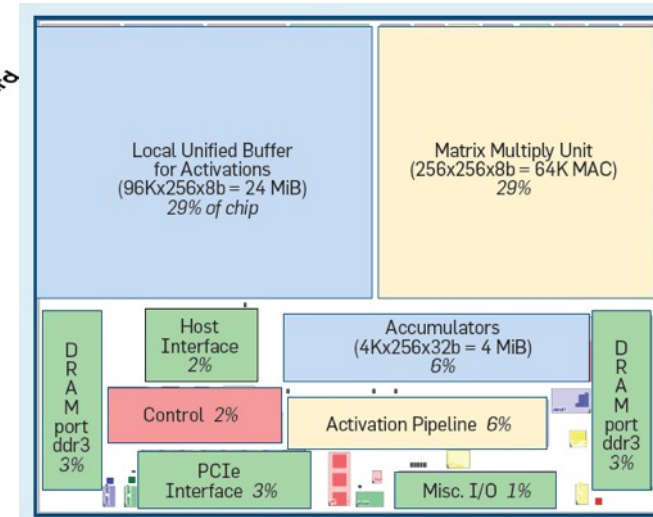 Local Unified Buffer
for Activations
(96Kx256x8b = 24 MiB)
29% of chip
Matrix Multiply Unit
(256x256x8b = 64K MAC)
29%
D
R
A
M
port
ddr3
3%
Host
Interface
2%
Accumulators
(4Kx256x32b = 4 MiB)
6%
D
R
A
M
port
ddr3
3%
Control 2%
Activation Pipeline 6%
PCIe
Interface 3%
Misc. I/O 1%